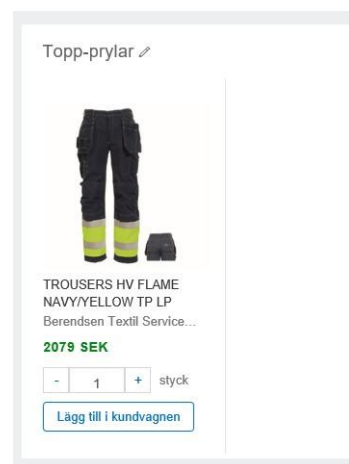 Topp-prylar
TROUSERS HV FLAME
NAVY/YELLOW TP LP
Berendsen Textil Service...
2079 SEK
- 1 + styck
Lägg till i kundvagnen